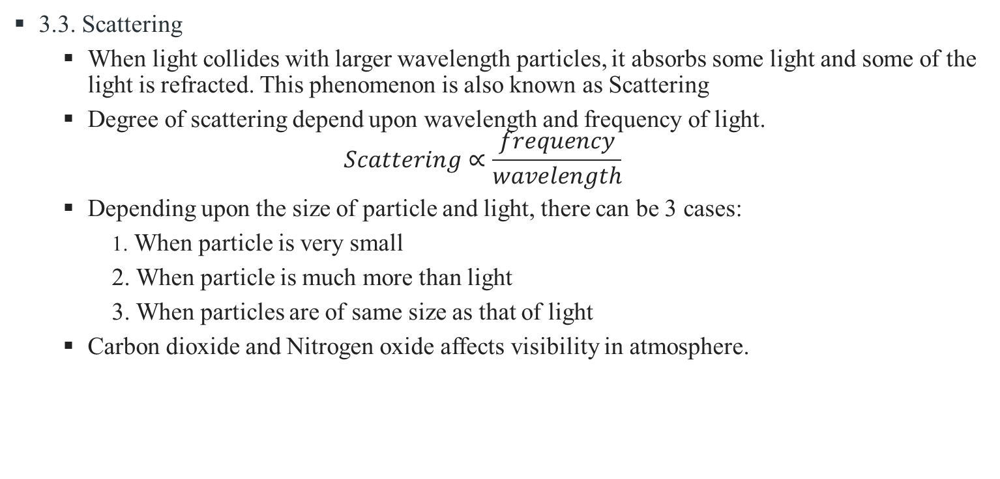 ▪ 3.3. Scattering
▪ When light collides with larger wavelength particles, it absorbs some light and some of the
light is refracted. This phenomenon is also known as Scattering
▪ Degree of scattering depend upon wavelength and frequency of light.
Scattering ∝ frequency / wavelength
▪ Depending upon the size of particle and light, there can be 3 cases:
1. When particle is very small
2. When particle is much more than light
3. When particles are of same size as that of light
▪ Carbon dioxide and Nitrogen oxide affects visibility in atmosphere.